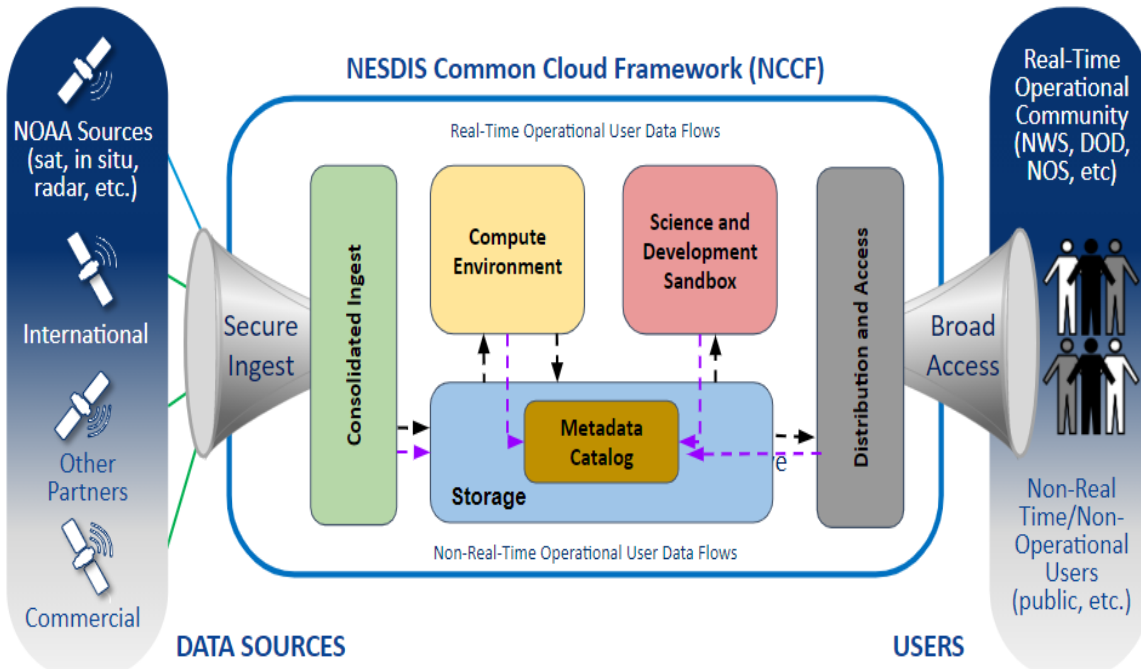 NESDIS Common Cloud Framework (NCCF)
NOAA Sources
(sat, in situ,
radar, etc.)
International
Other
Partners
Commercial
DATA SOURCES
Secure
Ingest
Real-Time Operational User Data Flows
Consolidated Ingest
Compute
Environment
Science and
Development
Sandbox
Metadata
Catalog
Storage
Distribution and Access
Non-Real-Time Operational User Data Flows
Broad
Access
Real-Time
Operational
Community
(NWS, DOD,
NOS, etc)
Non-Real
Time/Non-
Operational
Users
(public, etc.)
USERS